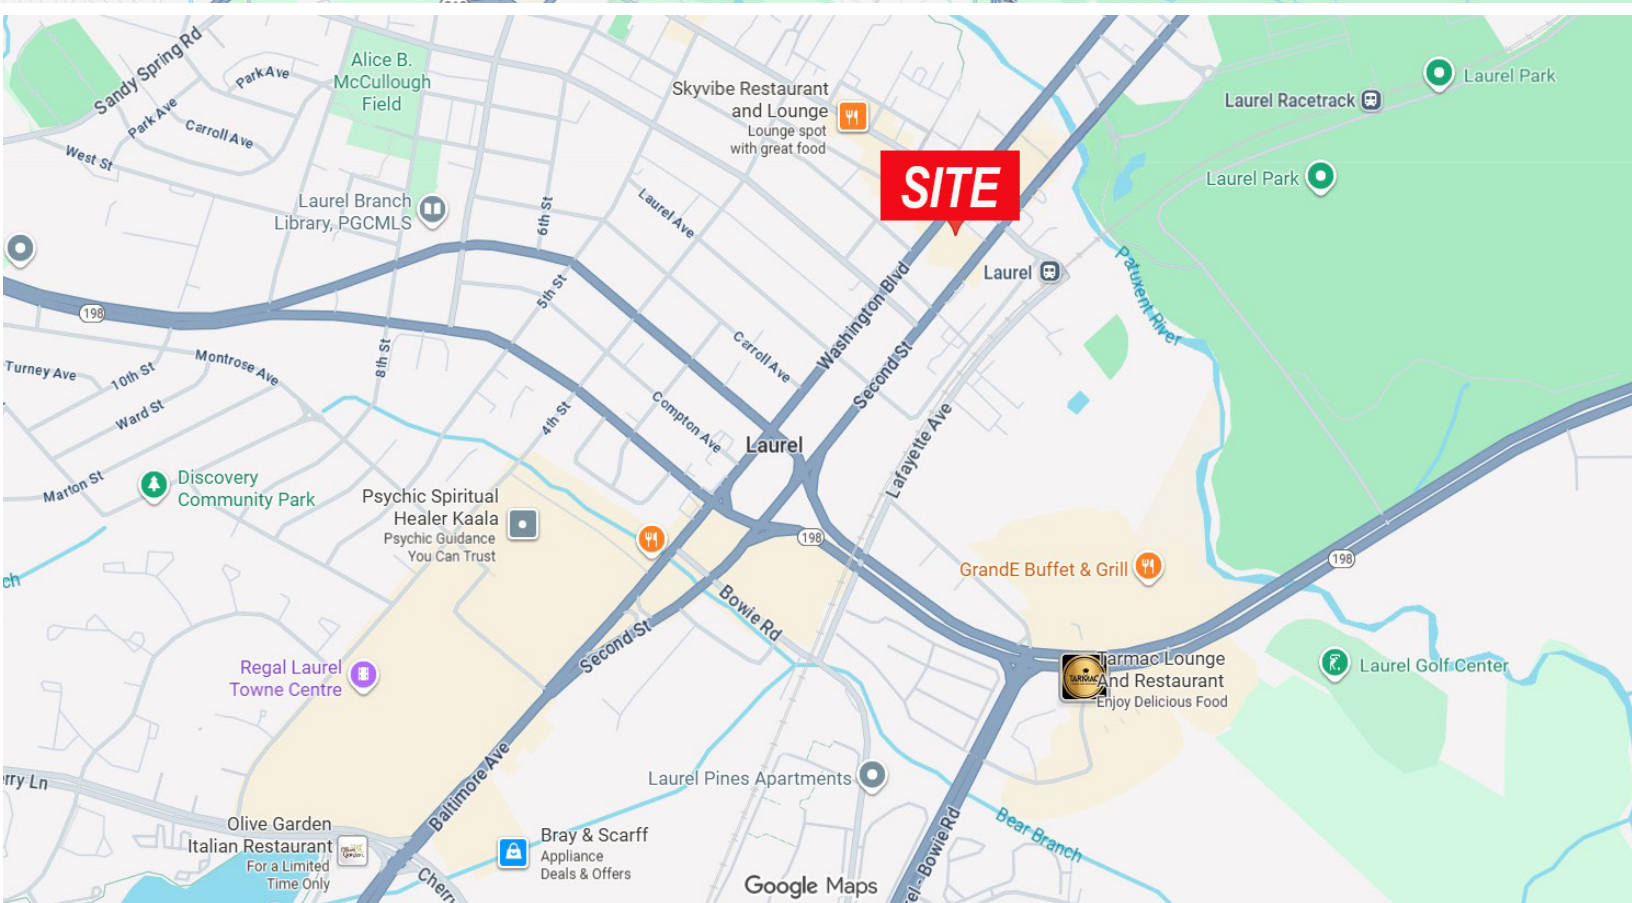 Sandy Spring Rd
Park Ave
Park Ave
Carroll Ave
West St
Alice B.
McCullough
Field
Skyvibe Restaurant
and Lounge
Lounge spot
with great food
Laurel Park
Laurel Racetrack
Laurel Park
SITE
Laurel Branch
Library, PGCMLS
6th St
Laurel Ave
Laurel
Patuxent River
5th St
198
Washington Blvd
Second St
Carroll Ave
8th St
Montrose Ave
Turney Ave
10th St
Ward St
Compton Ave
4th St
Laurel
Lafayette Ave
Marton St
Discovery
Community Park
Psychic Spiritual
Healer Kaala
Psychic Guidance
You Can Trust
198
198
GrandE Buffet & Grill
ch
Bowie Rd
Second St
Regal Laurel
Towne Centre
TARMAC
Tarmac Lounge
And Restaurant
Enjoy Delicious Food
Laurel Golf Center
Laurel Pines Apartments
rry Ln
Baltimore Ave
Olive Garden
Italian Restaurant
For a Limited
Time Only
Bray & Scarff
Appliance
Deals & Offers
Bear Branch
Cherry
el - Bowie Rd
Google Maps